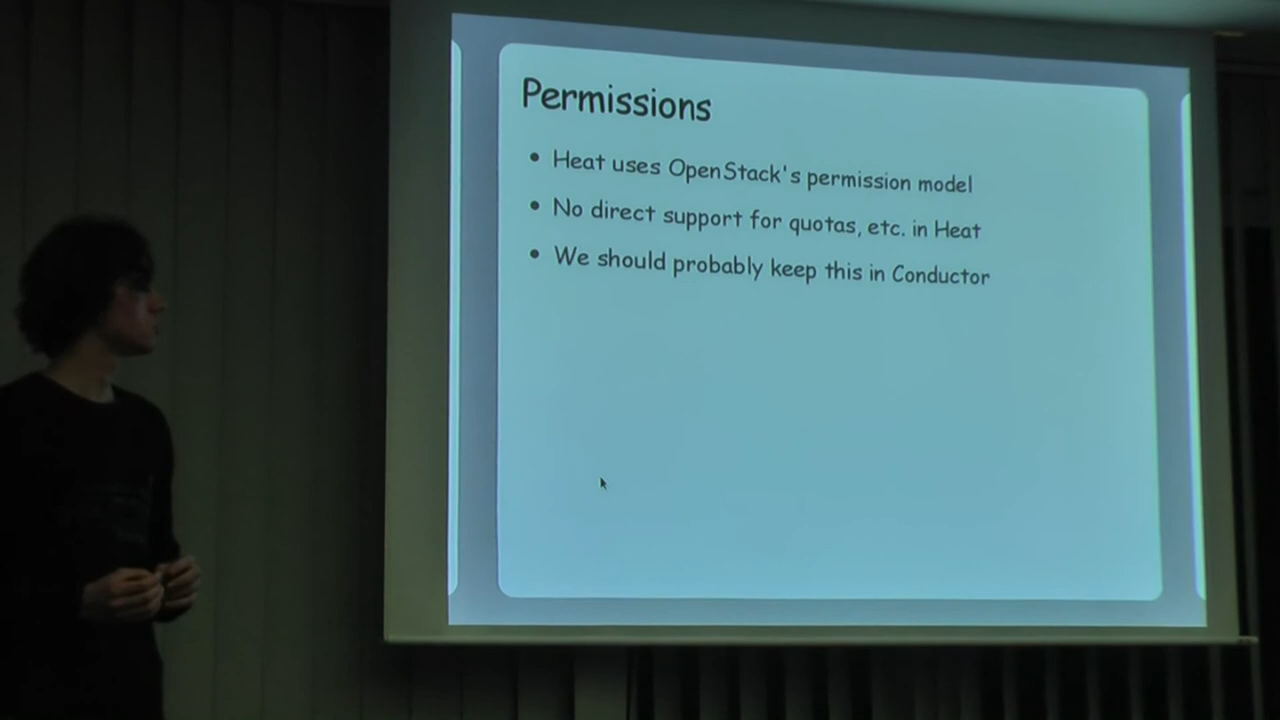 Permissions
• Heat uses OpenStack's permission model
• No direct support for quotas, etc. in Heat
• We should probably keep this in Conductor